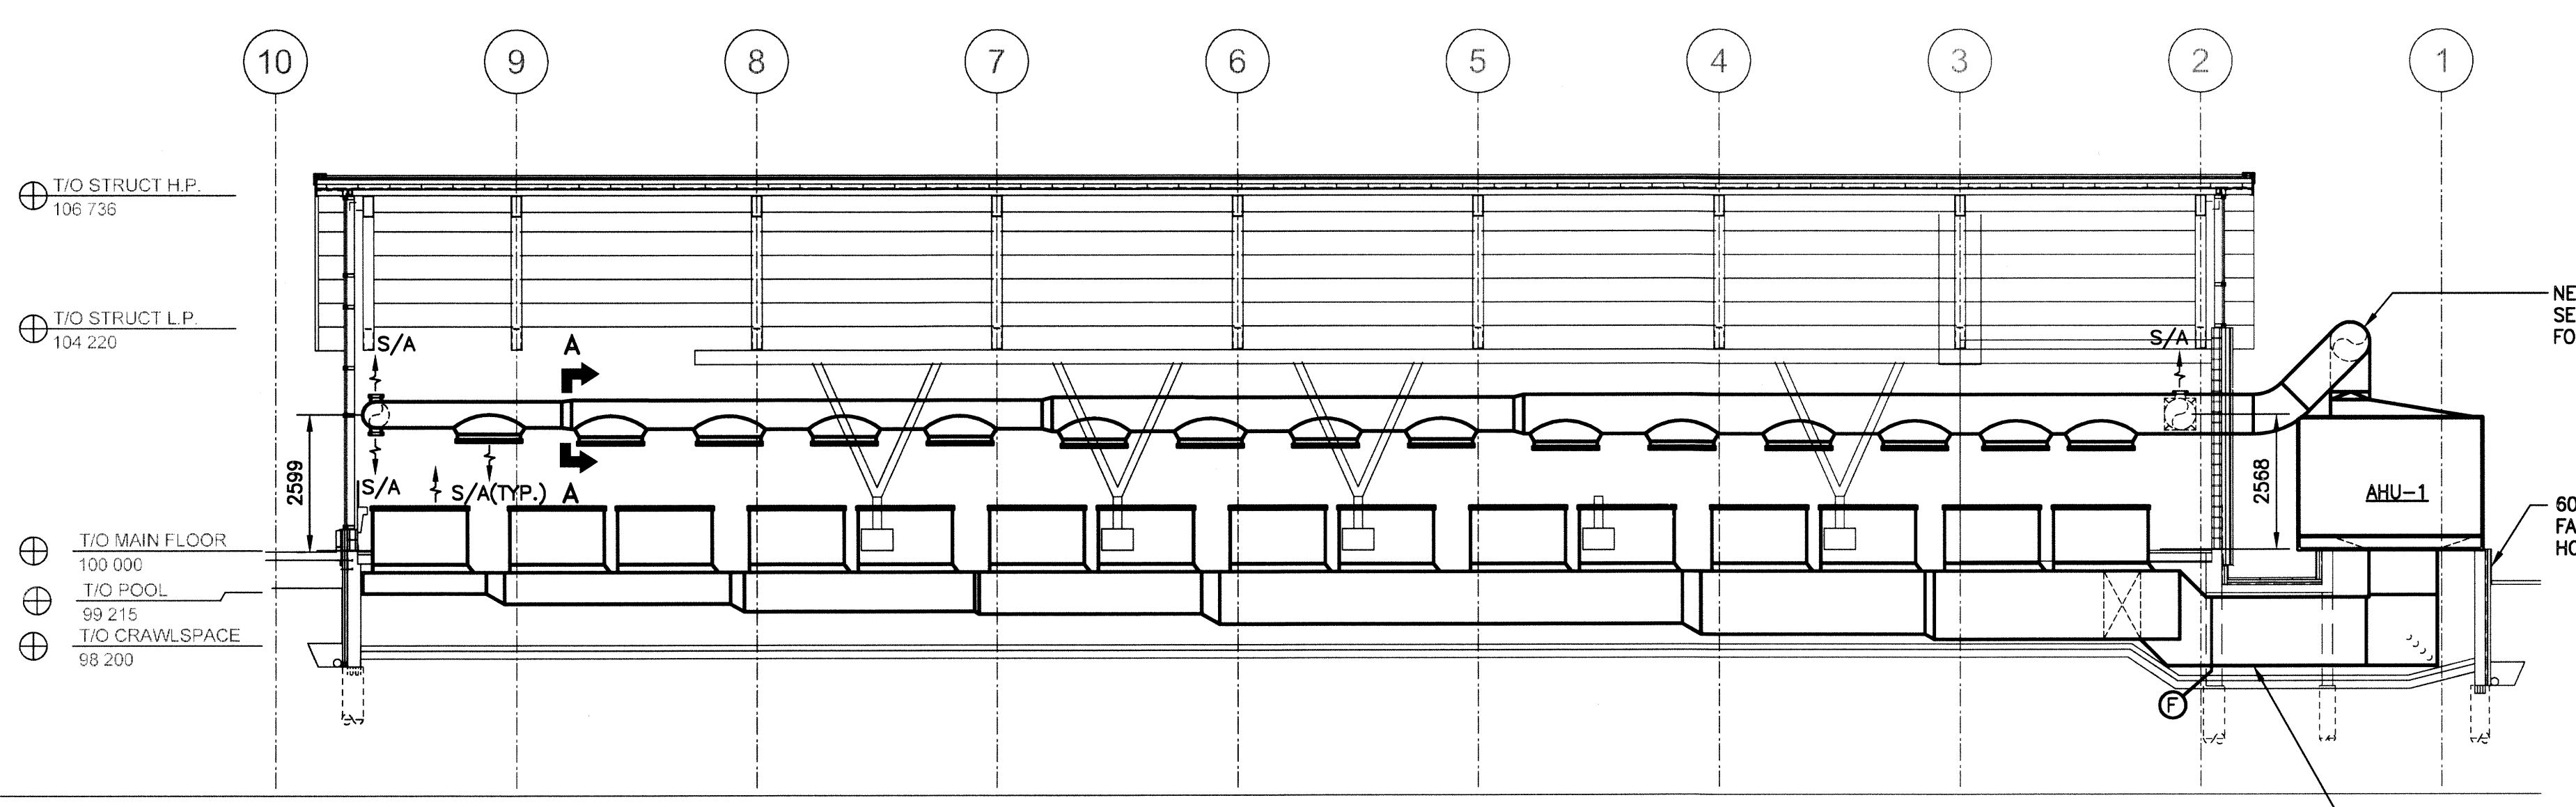 10 9 8 7 6 5 4 3 2 1
T/O STRUCT H.P.
106 736
T/O STRUCT L.P.
104 220
S/A
A
S/A
NE
SE
FO
2599
S/A
S/A(TYP.)
A
2568
AHU-1
60
FA
HO
T/O MAIN FLOOR
100 000
T/O POOL
99 215
T/O CRAWLSPACE
98 200
F